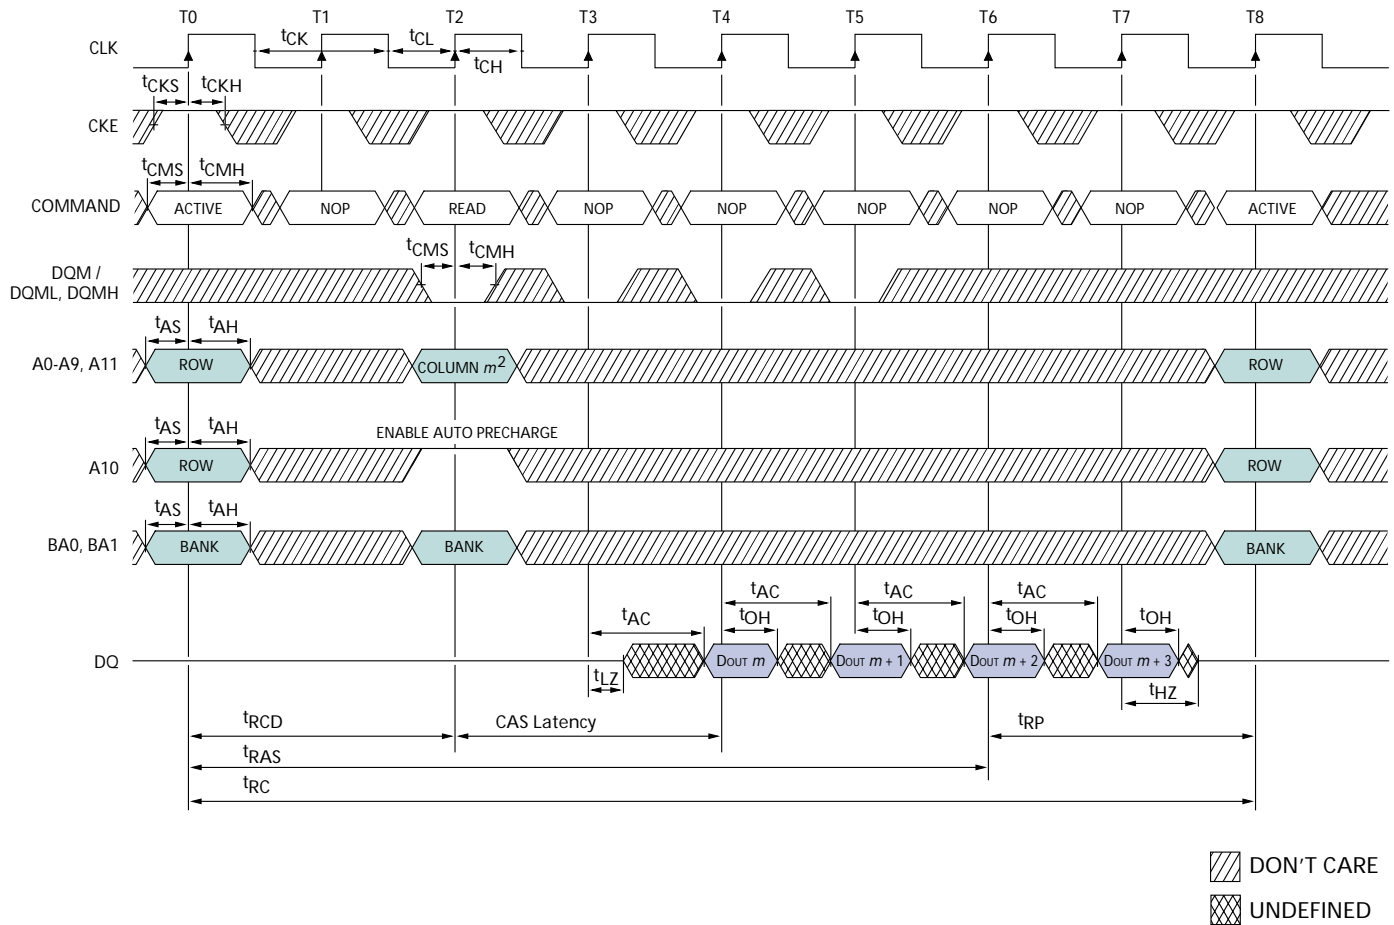 T0 T1 T2 T3 T4 T5 T6 T7 T8
CLK tCK tCL
tCH
tCKS tCKH
CKE
tCMS tCMH
COMMAND ACTIVE NOP READ NOP NOP NOP NOP NOP ACTIVE
tCMS tCMH
DQM /
DQML, DQMH
tAS tAH
A0-A9, A11 ROW COLUMN m2 ROW
tAS tAH
ENABLE AUTO PRECHARGE
A10 ROW ROW
tAS tAH
BA0, BA1 BANK BANK BANK
tAC tAC tAC
tAC tOH tOH tOH tOH
DQ DOUT m DOUT m + 1 DOUT m + 2 DOUT m + 3
tLZ tHZ
tRCD CAS Latency tRP
tRAS
tRC
DON'T CARE
UNDEFINED